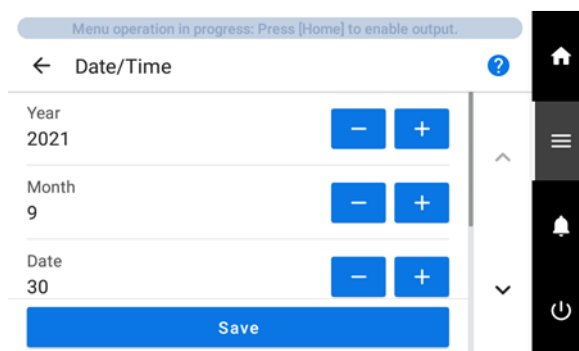 Menu operation in progress: Press [Home] to enable output.
Date/Time
?
Year
2021
− +
Month
9
− +
Date
30
− +
Save